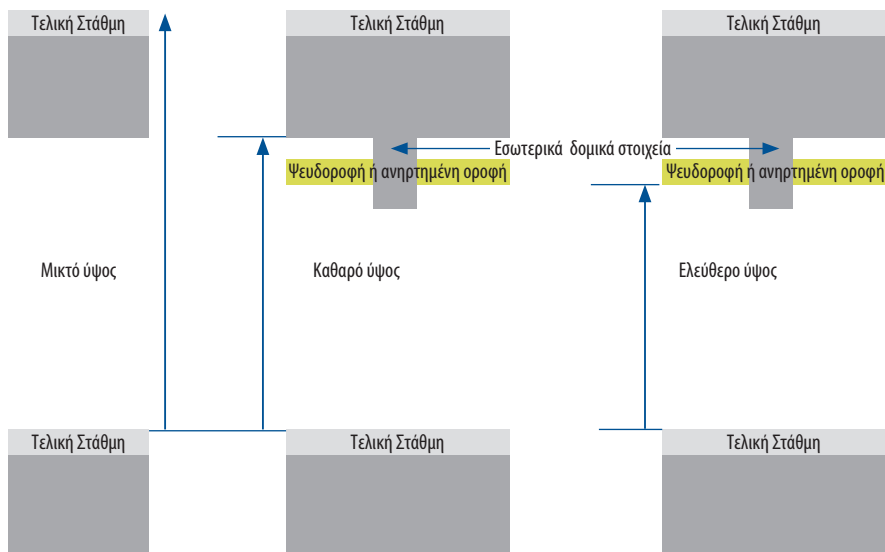 Τελική Στάθμη
Τελική Στάθμη
Τελική Στάθμη
Εσωτερικά δομικά στοιχεία
Ψευδοροφή ή ανηρτημένη οροφή
Ψευδοροφή ή ανηρτημένη οροφή
Μικτό ύψος
Καθαρό ύψος
Ελεύθερο ύψος
Τελική Στάθμη
Τελική Στάθμη
Τελική Στάθμη